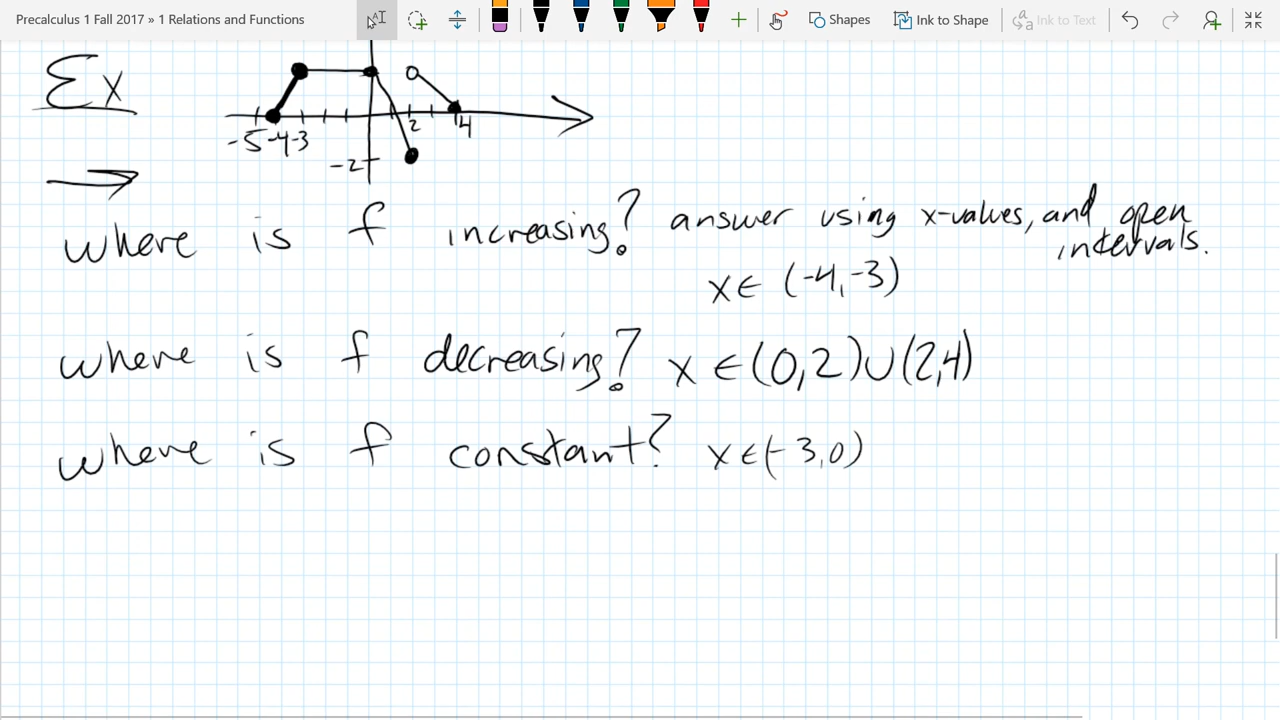 Precalculus 1 Fall 2017 » 1 Relations and Functions
Shapes
Ink to Shape
Ink to Text
Ex
-5 -4 -3 2 4
-2
where is f increasing? answer using x-values, and open
intervals.
x ∈ (-4, -3)
where is f decreasing? x ∈ (0, 2) ∪ (2, 4)
where is f constant? x ∈ (-3, 0)